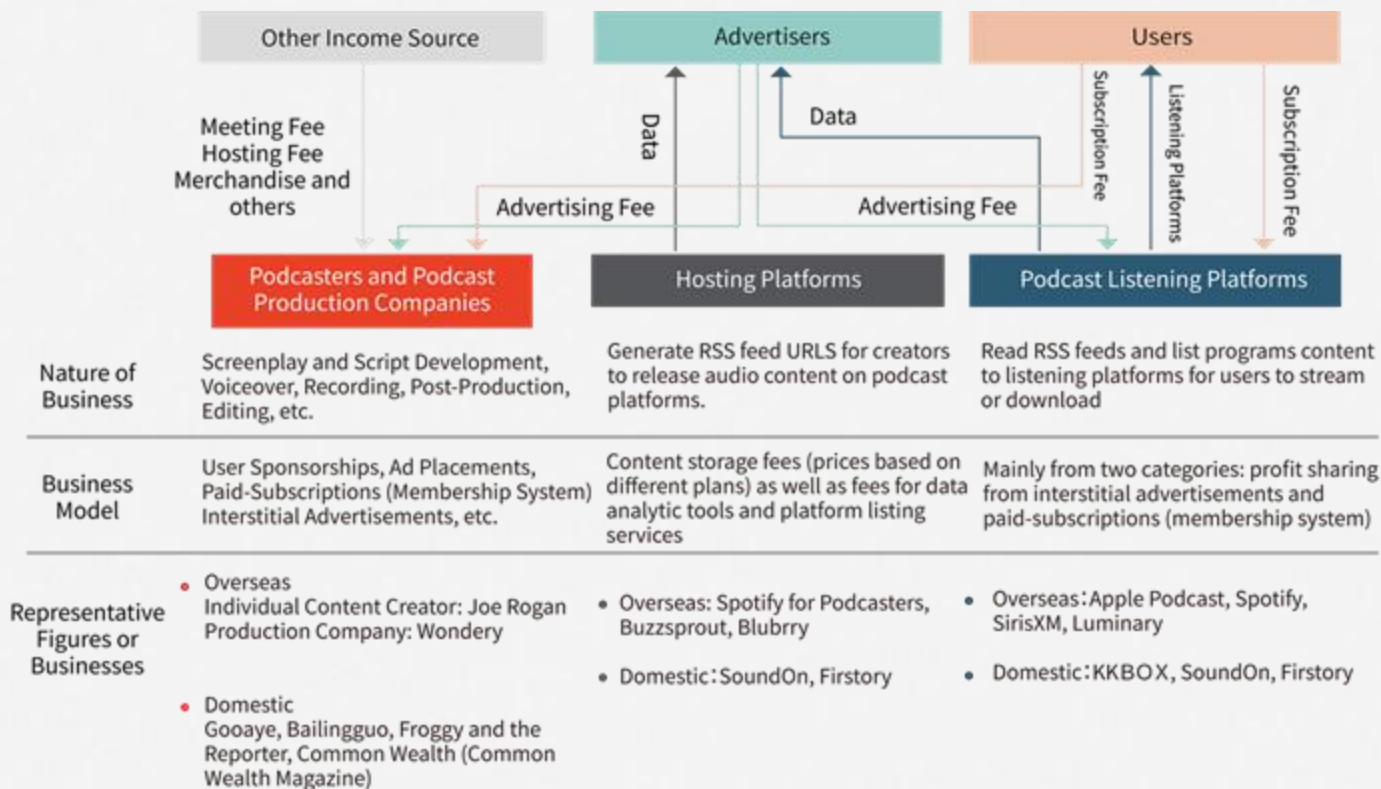 Other Income Source
Advertisers
Users
Meeting Fee
Hosting Fee
Merchandise and
others
Data
Data
Subscription Fee
Listening Platforms
Subscription Fee
Advertising Fee
Advertising Fee
Podcasters and Podcast
Production Companies
Hosting Platforms
Podcast Listening Platforms
Nature of
Business
Screenplay and Script Development,
Voiceover, Recording, Post-Production,
Editing, etc.
Generate RSS feed URLS for creators
to release audio content on podcast
platforms.
Read RSS feeds and list programs content
to listening platforms for users to stream
or download
Business
Model
User Sponsorships, Ad Placements,
Paid-Subscriptions (Membership System)
Interstitial Advertisements, etc.
Content storage fees (prices based on
different plans) as well as fees for data
analytic tools and platform listing
services
Mainly from two categories: profit sharing
from interstitial advertisements and
paid-subscriptions (membership system)
Representative
Figures or
Businesses
• Overseas
Individual Content Creator: Joe Rogan
Production Company: Wondery
• Domestic
Gooaye, Bailingguo, Froggy and the
Reporter, Common Wealth (Common
Wealth Magazine)
• Overseas: Spotify for Podcasters,
Buzzsprout, Blubrry
• Domestic：SoundOn, Firstory
• Overseas：Apple Podcast, Spotify,
SirisXM, Luminary
• Domestic：KKBOX, SoundOn, Firstory